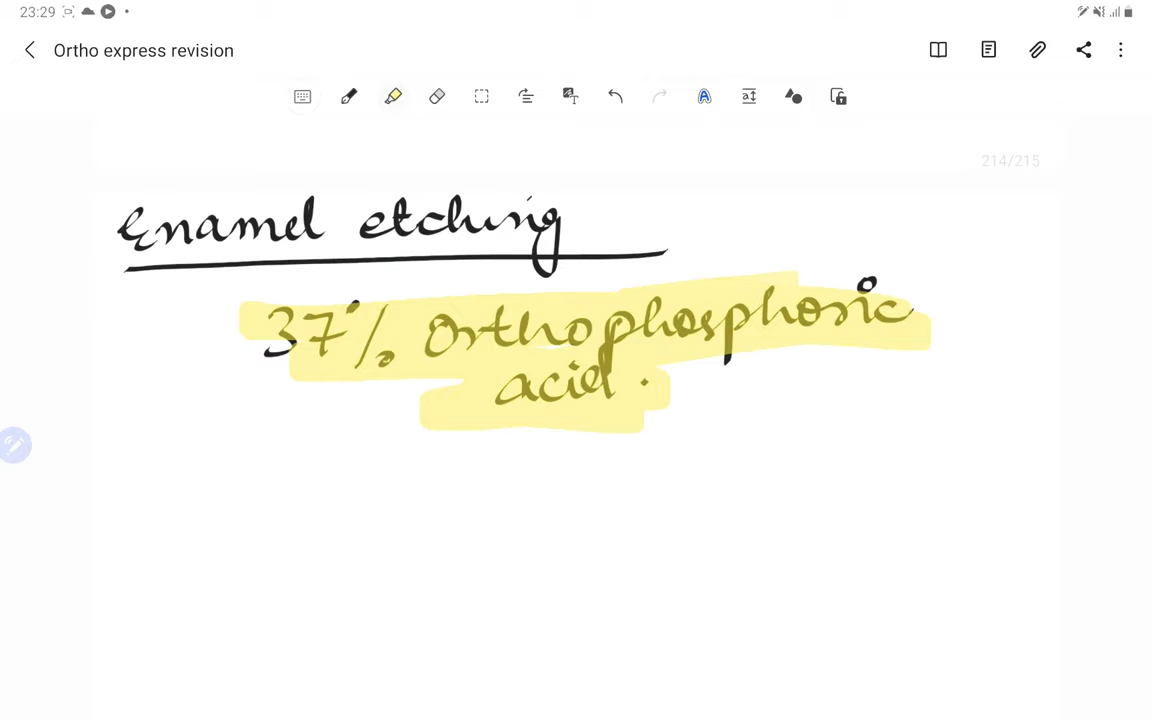 23:29
Ortho express revision
214/215
Enamel etching
37% Orthophosphoric
acid.